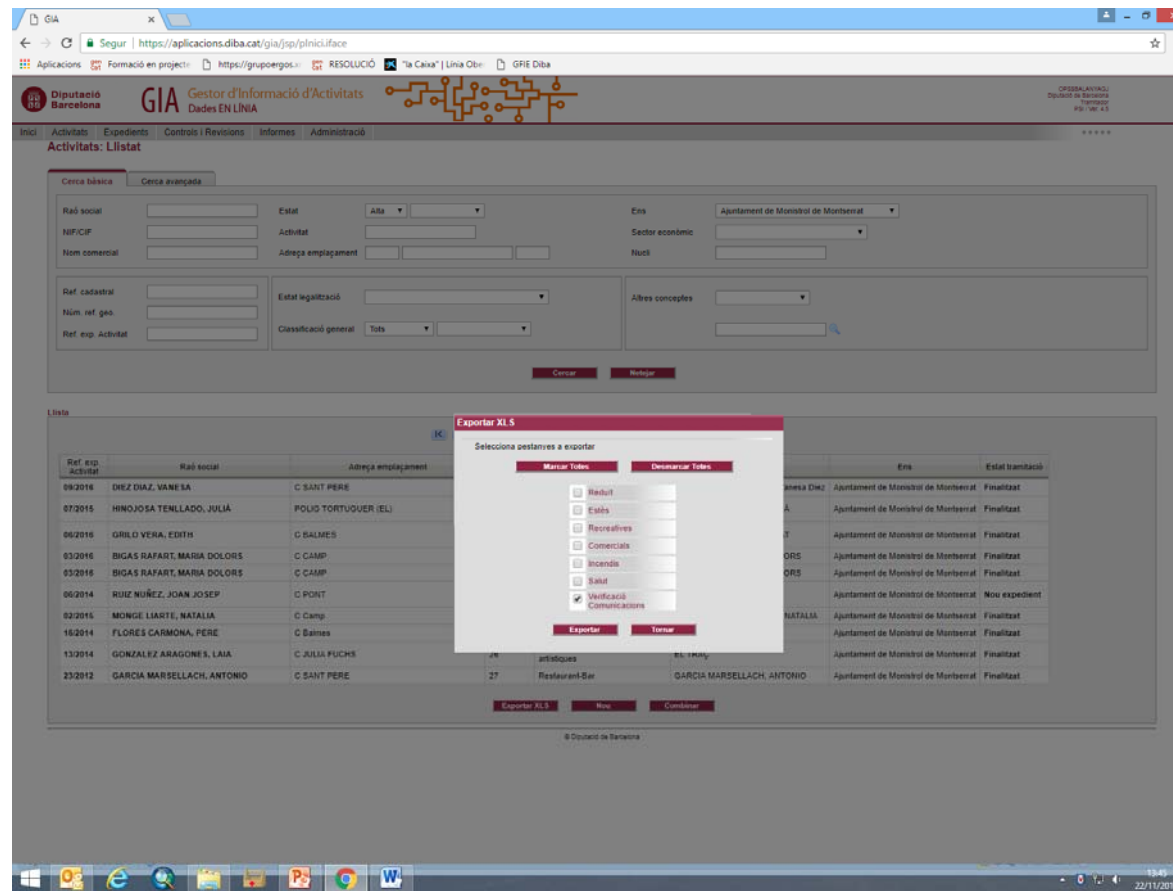 GIA
Segur | https://aplicacions.diba.cat/gia/jsp/plnici.iface
Aplicacions Formació en projecte https://grupoergos.x RESOLUCIÓ "la Caixa" | Línia Obe GFIE Diba
Diputació Barcelona GIA Gestor d'Informació d'Activitats
Dades EN LÍNIA
Inici Activitats Expedients Controls i Revisions Informes Administració
Activitats: Llistat
Cerca bàsica Cerca avançada
Raó social Estat Alta Ens Ajuntament de Monistrol de Montserrat
NIF/CIF Activitat Sector econòmic
Nom comercial Adreça emplaçament Nucli
Ref. cadastral Estat legalització Altres conceptes
Núm. ref. geo.
Ref. exp. Activitat Classificació general Tots
Cercar Netejar
Llista
Exportar XLS
Selecciona pestanyes a exportar
Marcar Totes Desmarcar Totes
Reduït
Estès
Recreatives
Comercials
Incendis
Salut
Verificació Comunicacions
Exportar Tornar
Ref. exp. Activitat Raó social Adreça emplaçament Ens Estat tramitació
09/2016 DIEZ DIAZ, VANESA C SANT PERE anesa Diez Ajuntament de Monistrol de Montserrat Finalitzat
07/2015 HINOJOSA TENLLADO, JULIÀ POLIG TORTUGUER (EL) Ajuntament de Monistrol de Montserrat Finalitzat
06/2016 GRILO VERA, EDITH C BALMES Ajuntament de Monistrol de Montserrat Finalitzat
03/2016 BIGAS RAFART, MARIA DOLORS C CAMP ORS Ajuntament de Monistrol de Montserrat Finalitzat
03/2016 BIGAS RAFART, MARIA DOLORS C CAMP ORS Ajuntament de Monistrol de Montserrat Finalitzat
06/2014 RUIZ NUÑEZ, JOAN JOSEP C PONT Ajuntament de Monistrol de Montserrat Nou expedient
02/2015 MONGE LIARTE, NATALIA C Camp NATALIA Ajuntament de Monistrol de Montserrat Finalitzat
16/2014 FLORES CARMONA, PERE C Balmes Ajuntament de Monistrol de Montserrat Finalitzat
13/2014 GONZALEZ ARAGONES, LAIA C JULIA FUCHS 26 artístiques Ajuntament de Monistrol de Montserrat Finalitzat
23/2012 GARCIA MARSELLACH, ANTONIO C SANT PERE 27 Restaurant-Bar GARCIA MARSELLACH, ANTONIO Ajuntament de Monistrol de Montserrat Finalitzat
Exportar XLS Nou Combinar
© Diputació de Barcelona
13:45